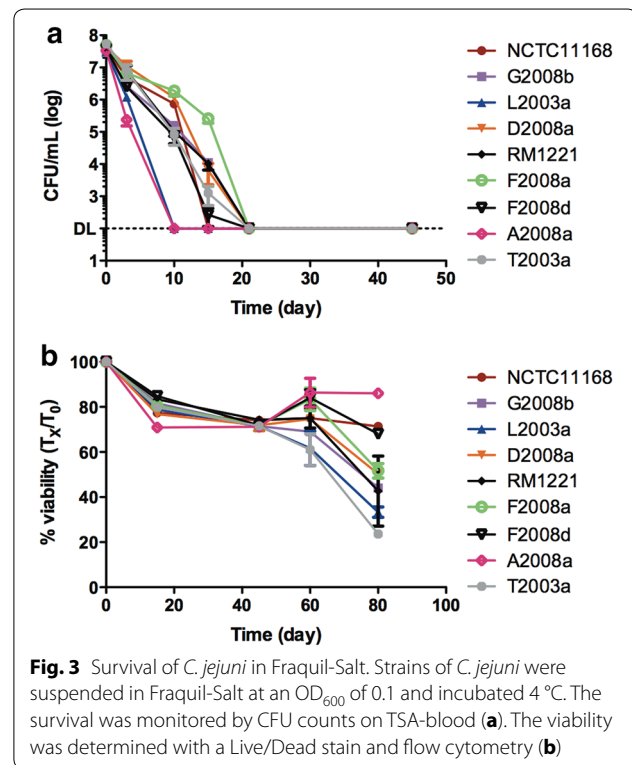 a
8
7
6
5
4
3
DL
1
CFU/mL (log)
0 10 20 30 40 50
Time (day)
NCTC11168
G2008b
L2003a
D2008a
RM1221
F2008a
F2008d
A2008a
T2003a
b
100
80
60
40
20
0
% viability (Tx/T0)
0 20 40 60 80 100
Time (day)
NCTC11168
G2008b
L2003a
D2008a
RM1221
F2008a
F2008d
A2008a
T2003a
Fig. 3 Survival of C. jejuni in Fraquil-Salt. Strains of C. jejuni were
suspended in Fraquil-Salt at an OD600 of 0.1 and incubated 4 °C. The
survival was monitored by CFU counts on TSA-blood (a). The viability
was determined with a Live/Dead stain and flow cytometry (b)